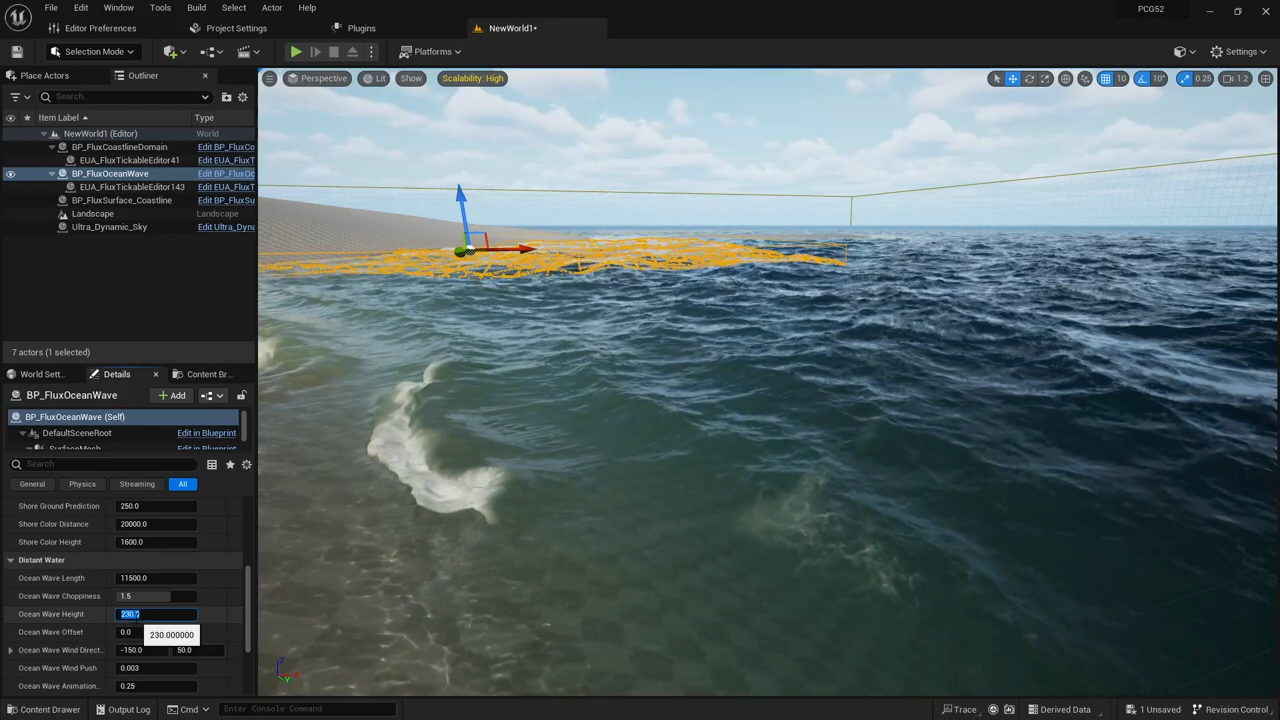 File Edit Window Tools Build Select Actor Help
PCG52
Editor Preferences Project Settings Plugins NewWorld1•
Selection Mode Platforms Settings
Place Actors Outliner
Perspective Lit Show Scalability: High 10 10° 0.25 1.2
Search...
Item Label Type
NewWorld1 (Editor) World
BP_FluxCoastlineDomain Edit BP_FluxCo
EUA_FluxTickableEditor41 Edit EUA_FluxT
BP_FluxOceanWave Edit BP_FluxOc
EUA_FluxTickableEditor143 Edit EUA_FluxT
BP_FluxSurface_Coastline Edit BP_FluxSu
Landscape Landscape
Ultra_Dynamic_Sky Edit Ultra_Dyna
7 actors (1 selected)
World Sett... Details Content Br...
BP_FluxOceanWave Add
BP_FluxOceanWave (Self)
DefaultSceneRoot Edit in Blueprint
SurfaceMesh Edit in Blueprint
Search
General Physics Streaming All
Shore Ground Prediction 250.0
Shore Color Distance 20000.0
Shore Color Height 1600.0
Distant Water
Ocean Wave Length 11500.0
Ocean Wave Choppiness 1.5
Ocean Wave Height 230.
Ocean Wave Offset 0.0
230.000000
Ocean Wave Wind Direct... -150.0 50.0
Ocean Wave Wind Push 0.003
Ocean Wave Animation... 0.25
Z
X
Y
Content Drawer Output Log Cmd Enter Console Command Trace Derived Data 1 Unsaved Revision Control